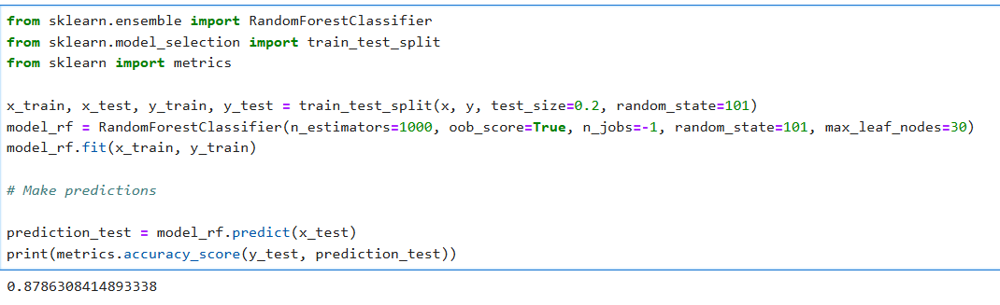 from sklearn.ensemble import RandomForestClassifier
from sklearn.model_selection import train_test_split
from sklearn import metrics
x_train, x_test, y_train, y_test = train_test_split(x, y, test_size=0.2, random_state=101)
model_rf = RandomForestClassifier(n_estimators=1000, oob_score=True, n_jobs=-1, random_state=101, max_leaf_nodes=30)
model_rf.fit(x_train, y_train)
# Make predictions
prediction_test = model_rf.predict(x_test)
print(metrics.accuracy_score(y_test, prediction_test))
0.8786308414893338